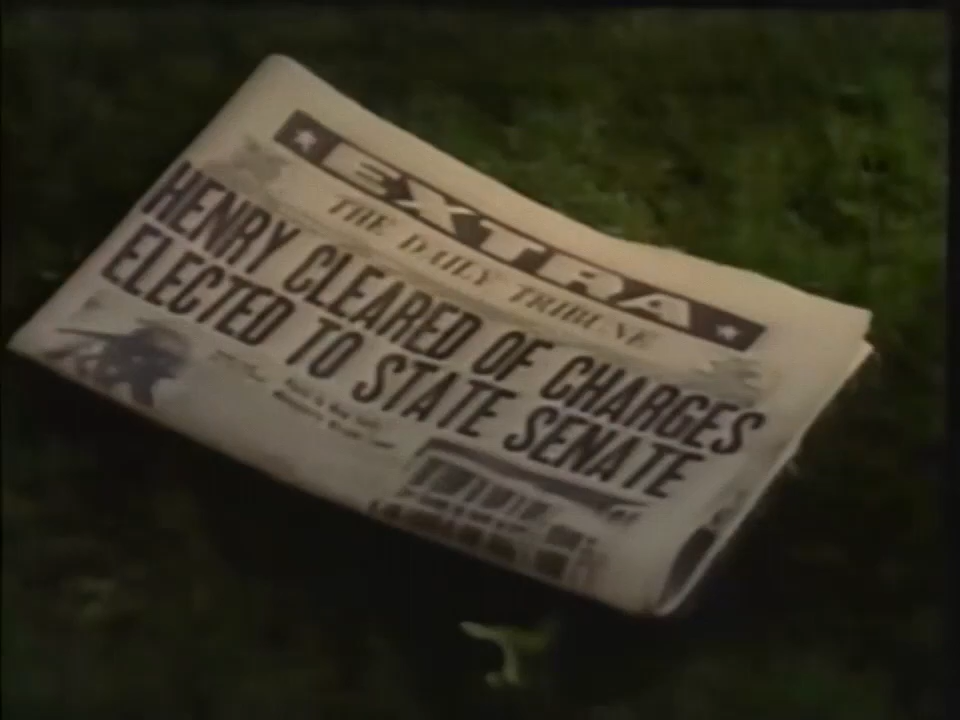 EXTRA
THE DAILY TRIBUNE
HENRY CLEARED OF CHARGES
ELECTED TO STATE SENATE